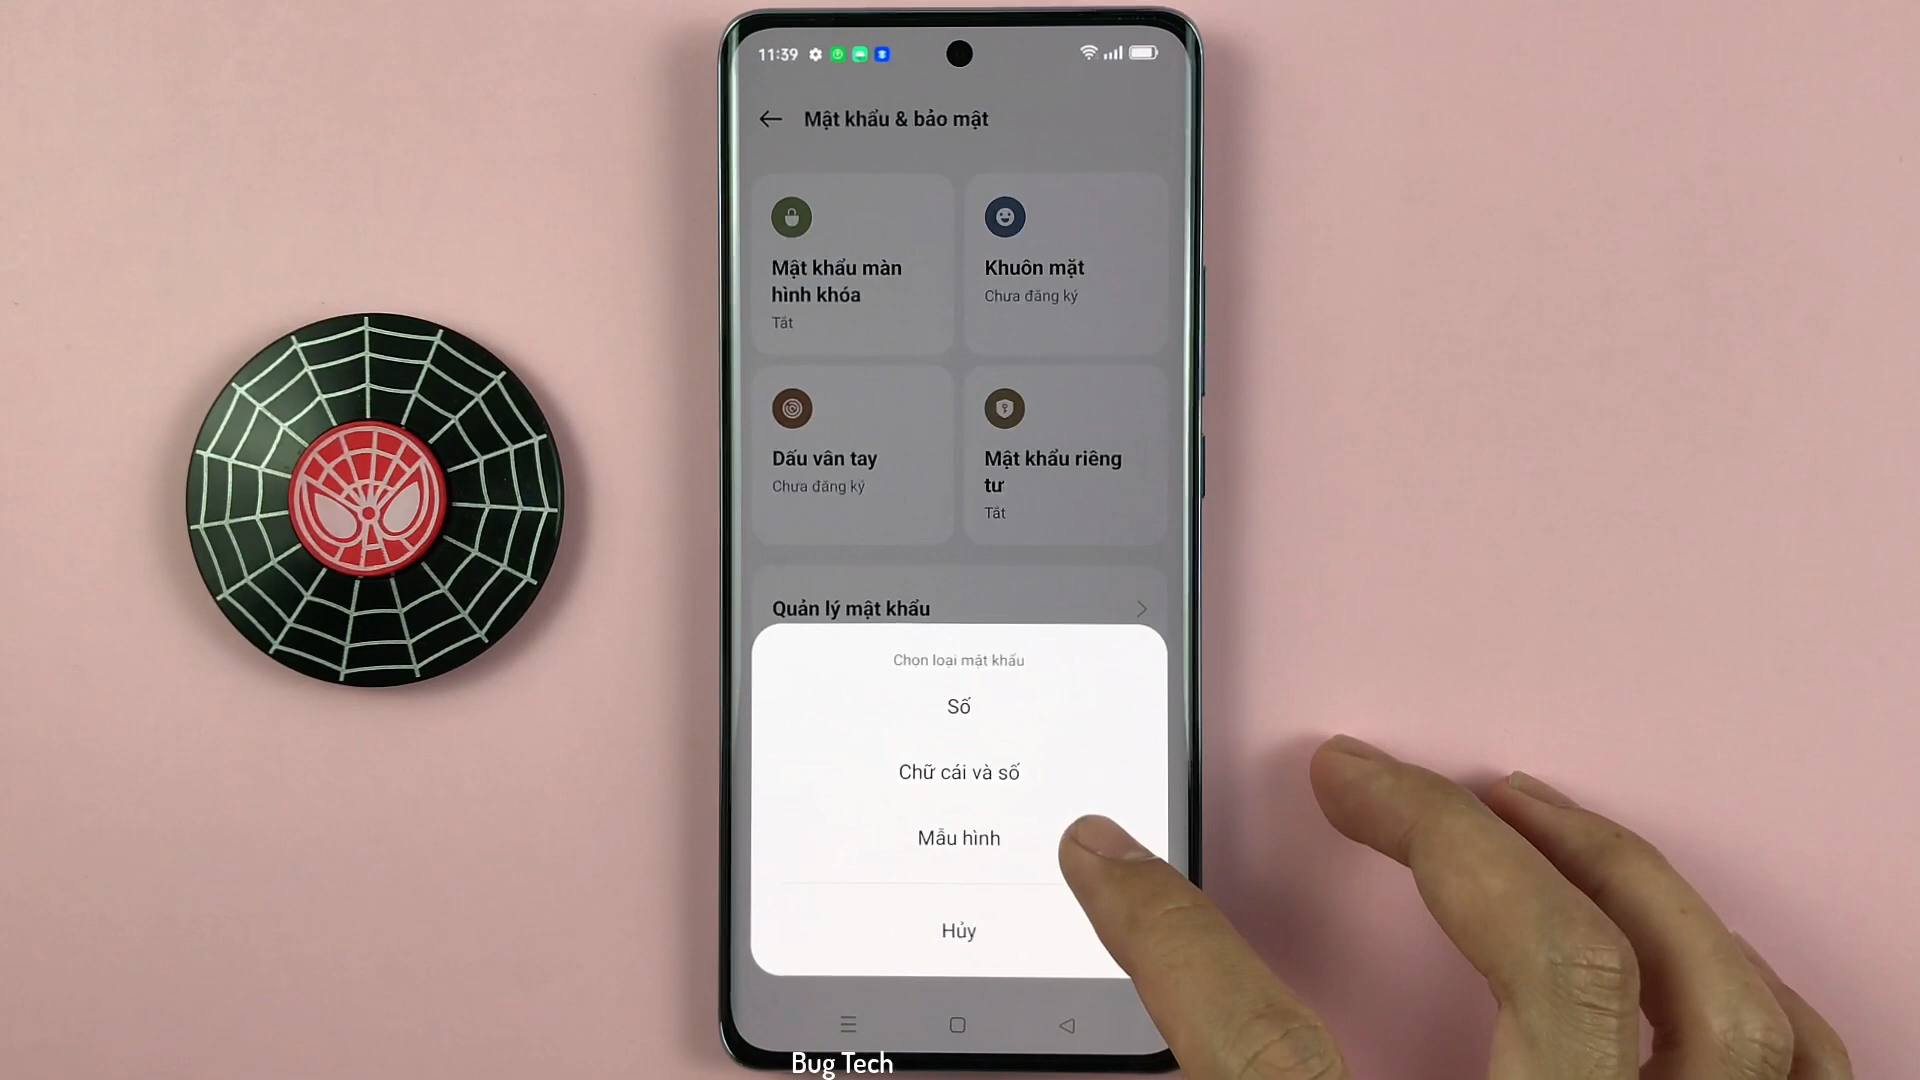 11:39
Mật khẩu & bảo mật
Mật khẩu màn
hình khóa
Tắt
Khuôn mặt
Chưa đăng ký
Dấu vân tay
Chưa đăng ký
Mật khẩu riêng
tư
Tắt
Quản lý mật khẩu
Chọn loại mật khẩu
Số
Chữ cái và số
Mẫu hình
Hủy
Bug Tech